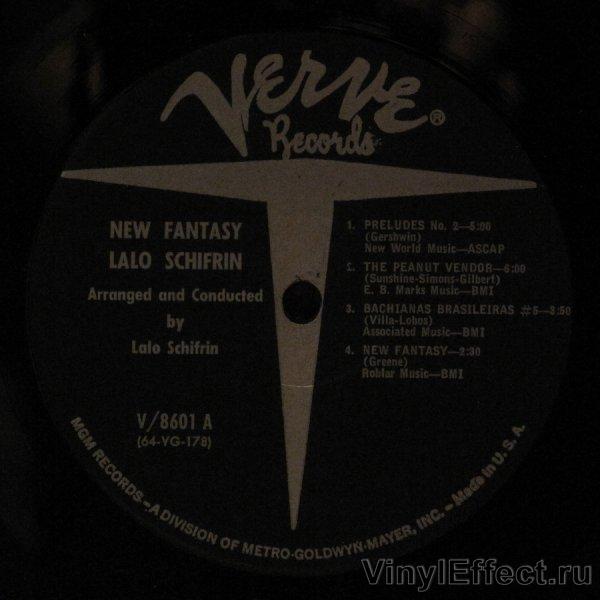 VERVE®
Records
NEW FANTASY
LALO SCHIFRIN
Arranged and Conducted
by
Lalo Schifrin
V/8601 A
(64-VG-178)
1. PRELUDES No. 2—5:00
(Gershwin)
New World Music—ASCAP
2. THE PEANUT VENDOR—6:00
(Sunshine-Simons-Gilbert)
E. B. Marks Music—BMI
3. BACHIANAS BRASILEIRAS #5—3:50
(Villa-Lobos)
Associated Music—BMI
4. NEW FANTASY—2:30
(Greene)
Roblar Music—BMI
MGM RECORDS—A DIVISION OF METRO-GOLDWYN-MAYER, INC.—Made in U. S. A.
VinylEffect.ru